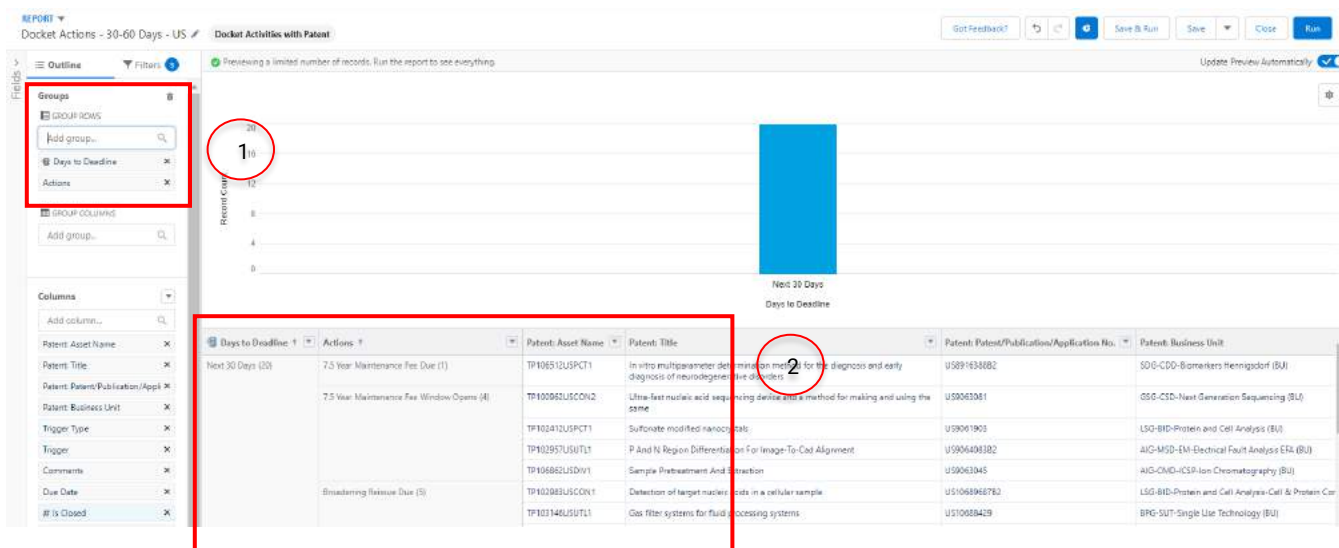 REPORT
Docket Actions - 30-60 Days - US
Docket Activities with Patent
Got Feedback?
Save & Run
Save
Close
Run
Fields
Outline
Filters
Previewing a limited number of records. Run the report to see everything.
Update Preview Automatically
Groups
GROUP ROWS
Add group...
Days to Deadline
Actions
GROUP COLUMNS
Add group...
1
20
16
12
8
4
0
Record Count
Next 30 Days
Days to Deadline
Columns
Add column...
Patent: Asset Name
Patent: Title
Patent: Patent/Publication/Appli
Patent: Business Unit
Trigger Type
Trigger
Comments
Due Date
# Is Closed
2
Days to Deadline Actions Patent: Asset Name Patent: Title Patent: Patent/Publication/Application No. Patent: Business Unit
Next 30 Days (20) 7.5 Year Maintenance Fee Due (1) TP106512USPCT1 In vitro multiparameter determination method for the diagnosis and early
diagnosis of neurodegenerative disorders US8916388B2 SDG-CDD-Biomarkers Hennigsdorf (BU)
7.5 Year Maintenance Fee Window Opens (4) TP100962USCON2 Ultra-fast nucleic acid sequencing device and a method for making and using the
same US9063081 GSG-CSD-Next Generation Sequencing (BU)
TP102412USPCT1 Sulfonate modified nanocrystals US9061903 LSG-BID-Protein and Cell Analysis (BU)
TP102957USUTL1 P And N Region Differentiation For Image-To-Cad Alignment US9064083B2 AIG-MSD-EM-Electrical Fault Analysis EFA (BU)
TP106862USDIV1 Sample Pretreatment And Extraction US9063045 AIG-CMD-ICSP-Ion Chromatography (BU)
Broadening Reissue Due (5) TP102983USCON1 Detection of target nucleic acids in a cellular sample US10689667B2 LSG-BID-Protein and Cell Analysis-Cell & Protein Cor
TP103146USUTL1 Gas filter systems for fluid processing systems US10688429 BPG-SUT-Single Use Technology (BU)